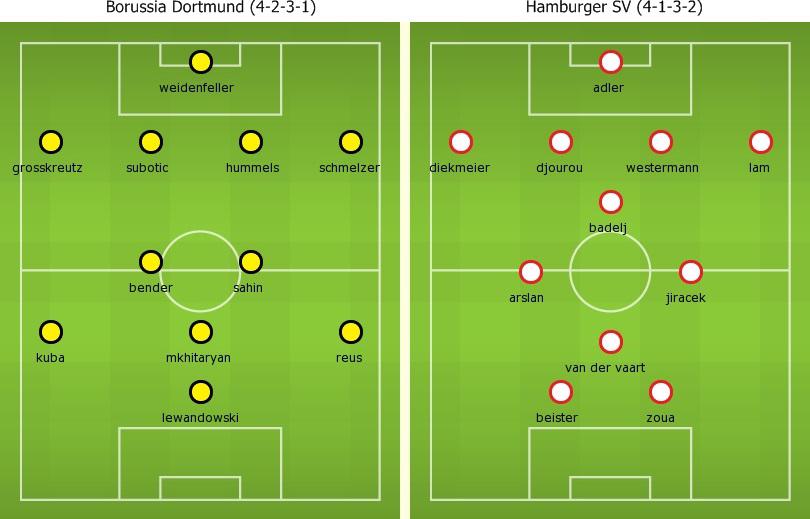 Borussia Dortmund (4-2-3-1)
weidenfeller
grosskreutz subotic hummels schmelzer
bender sahin
kuba mkhitaryan reus
lewandowski
Hamburger SV (4-1-3-2)
adler
diekmeier djourou westermann lam
badelj
arslan jiracek
van der vaart
beister zoua